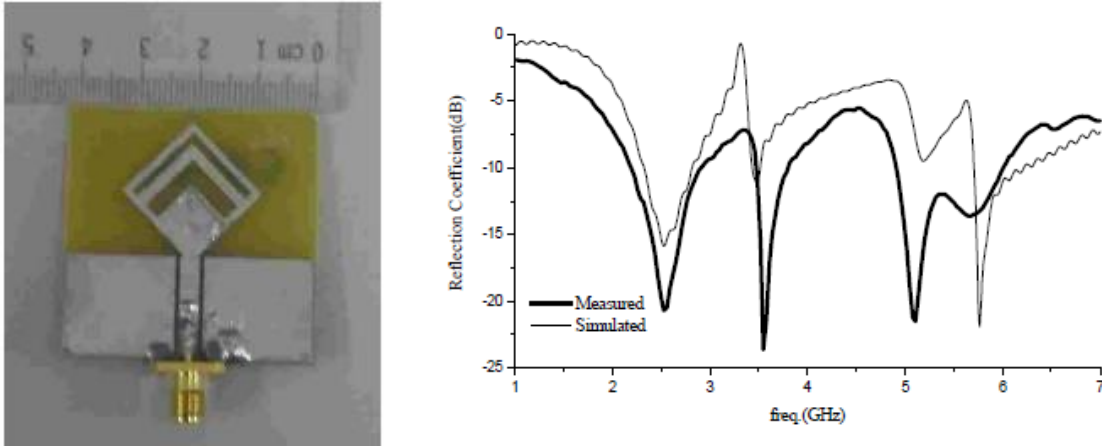 5 4 3 2 1 0 cm
0
-5
-10
-15
-20
-25
Reflection Coefficient(dB)
Measured
Simulated
1 2 3 4 5 6 7
freq.(GHz)